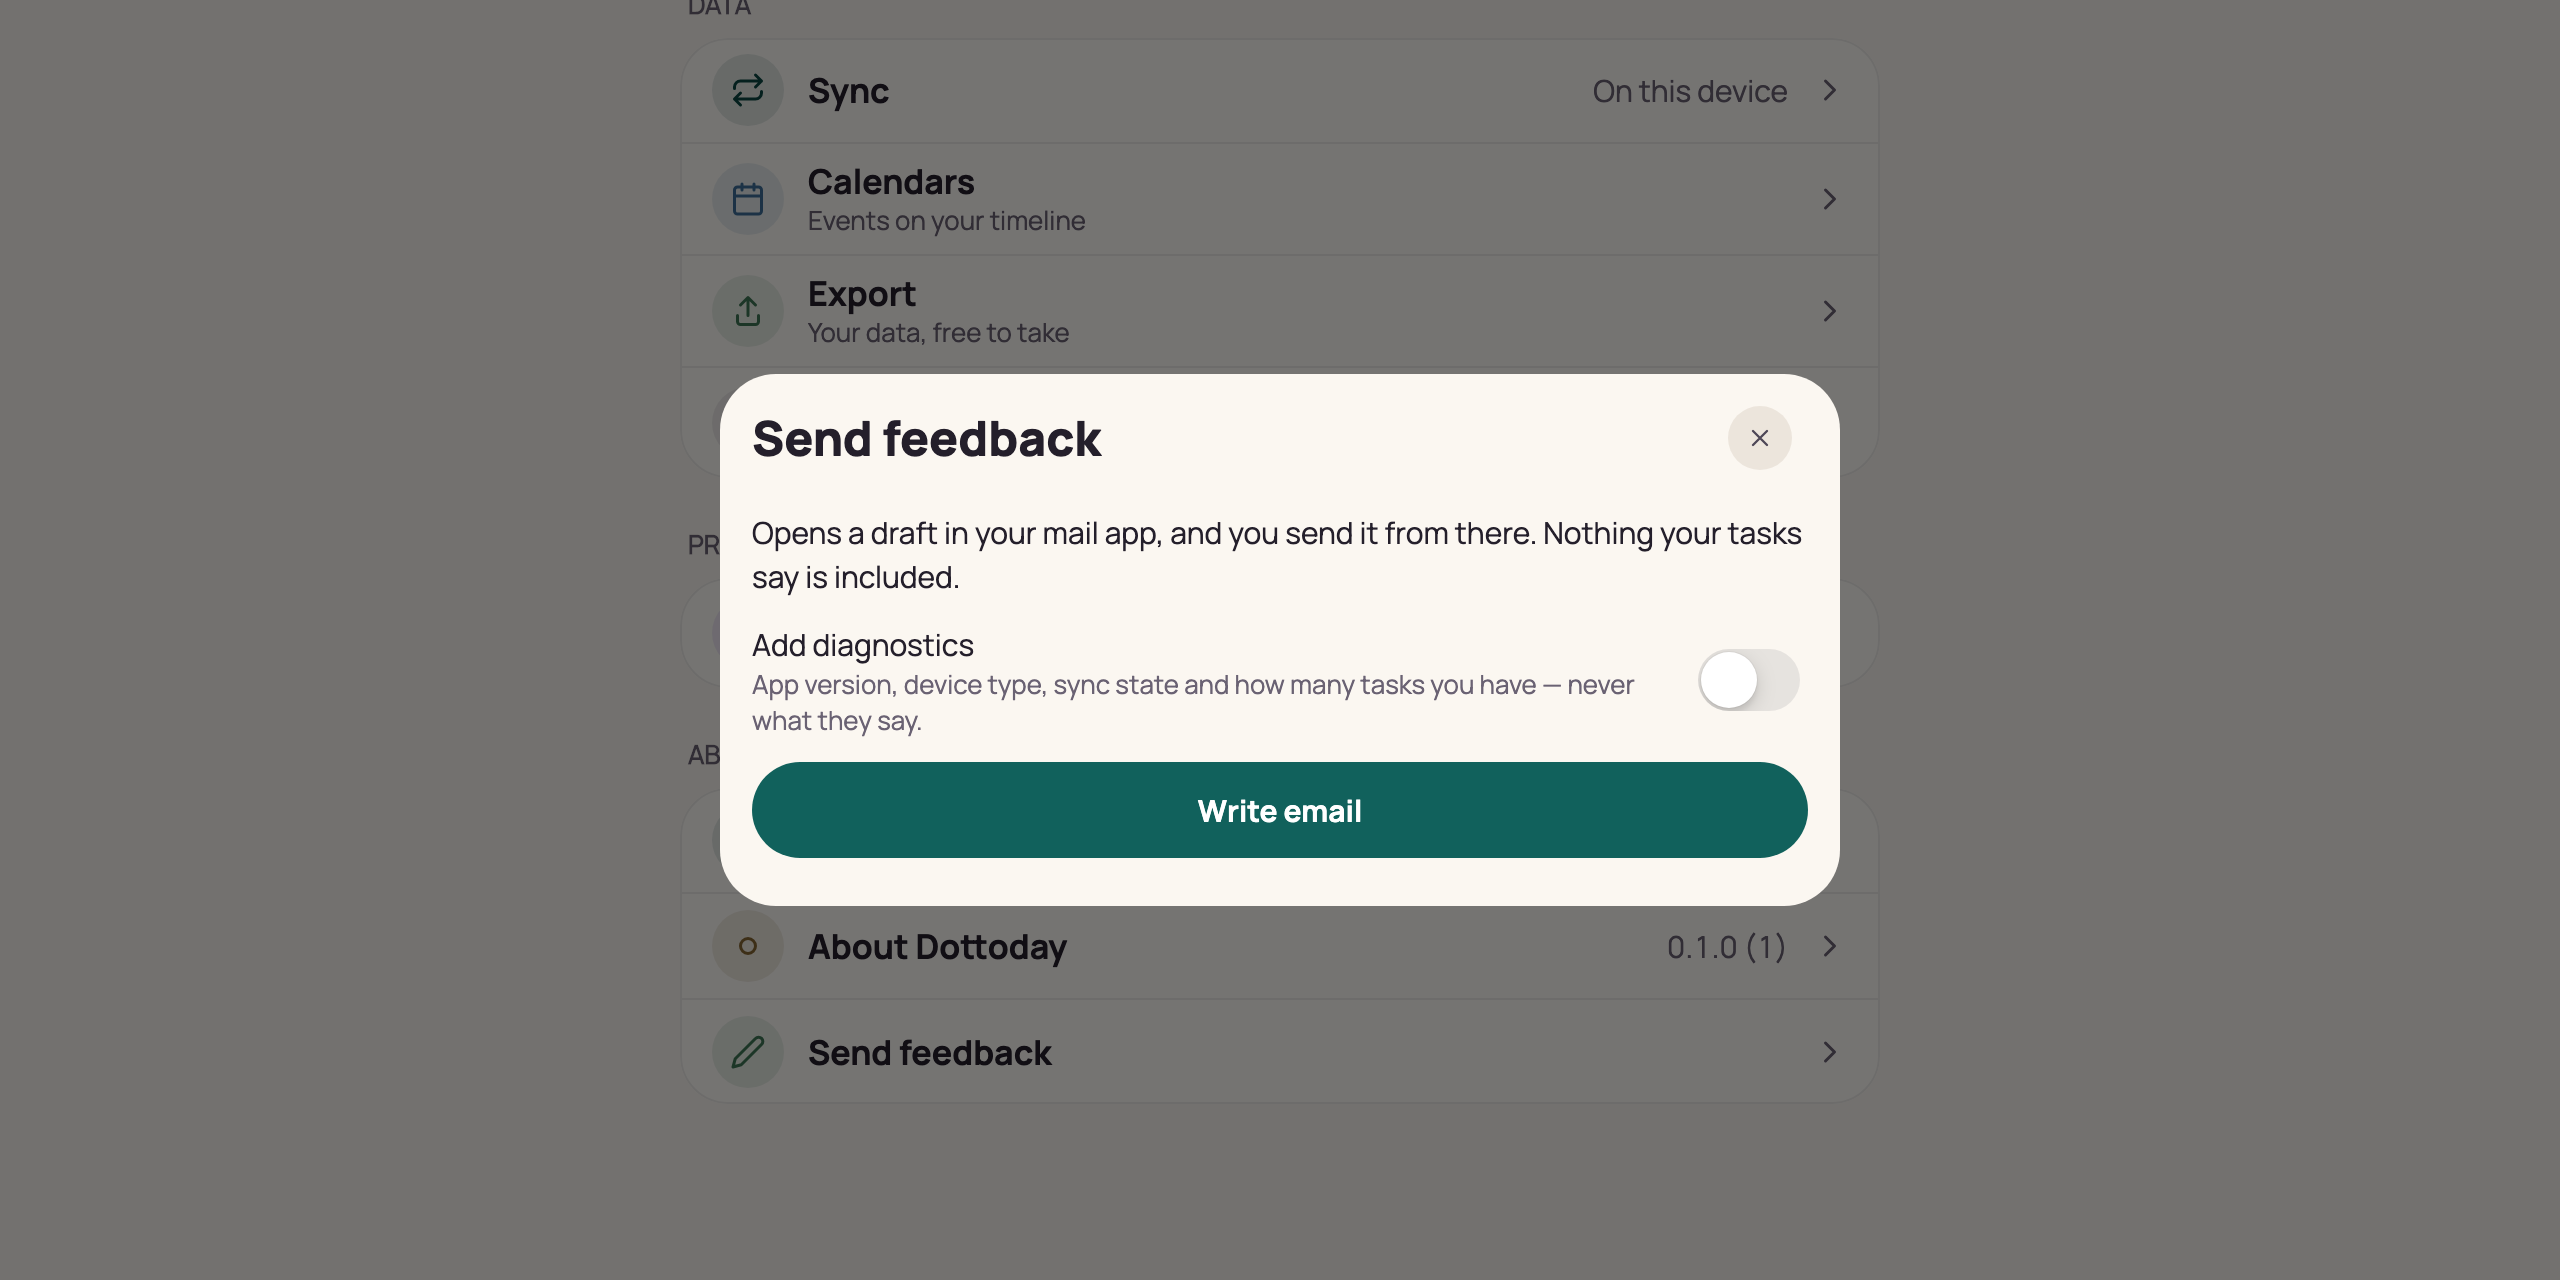 DATA
Sync
On this device
Calendars
Events on your timeline
Export
Your data, free to take
Send feedback
Opens a draft in your mail app, and you send it from there. Nothing your tasks
say is included.
Add diagnostics
App version, device type, sync state and how many tasks you have — never
what they say.
Write email
About Dottoday
0.1.0 (1)
Send feedback